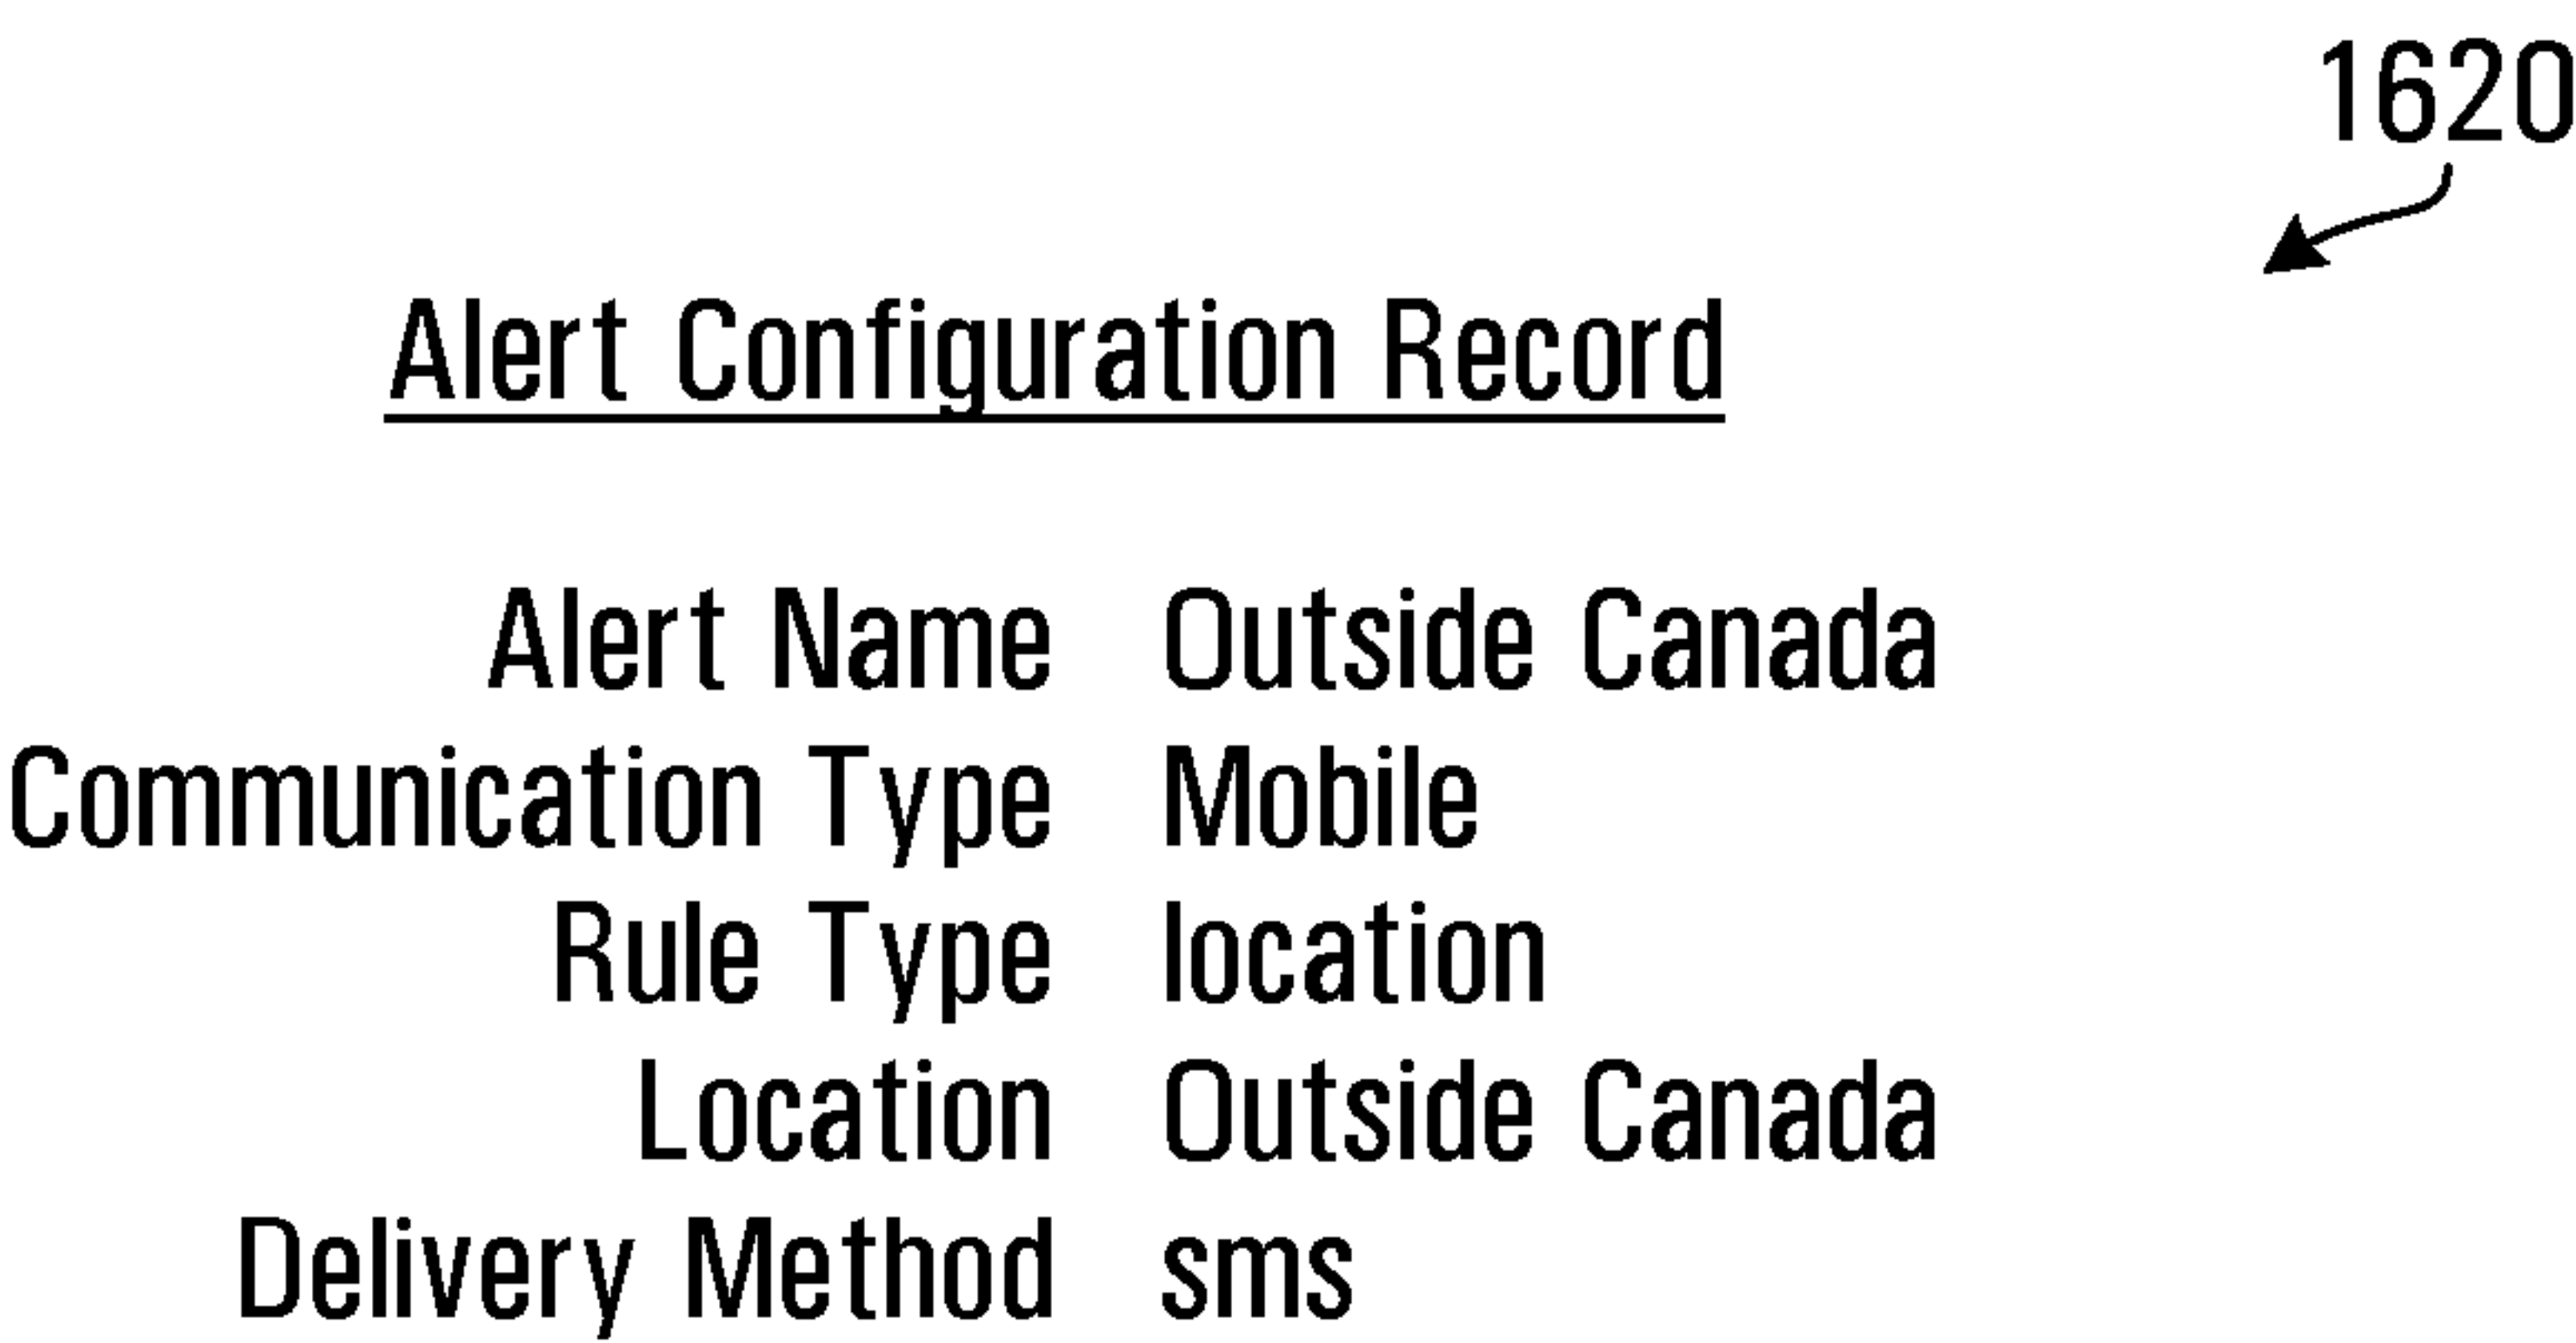 1620
Alert Configuration Record
Alert Name Outside Canada
Communication Type Mobile
Rule Type location
Location Outside Canada
Delivery Method sms